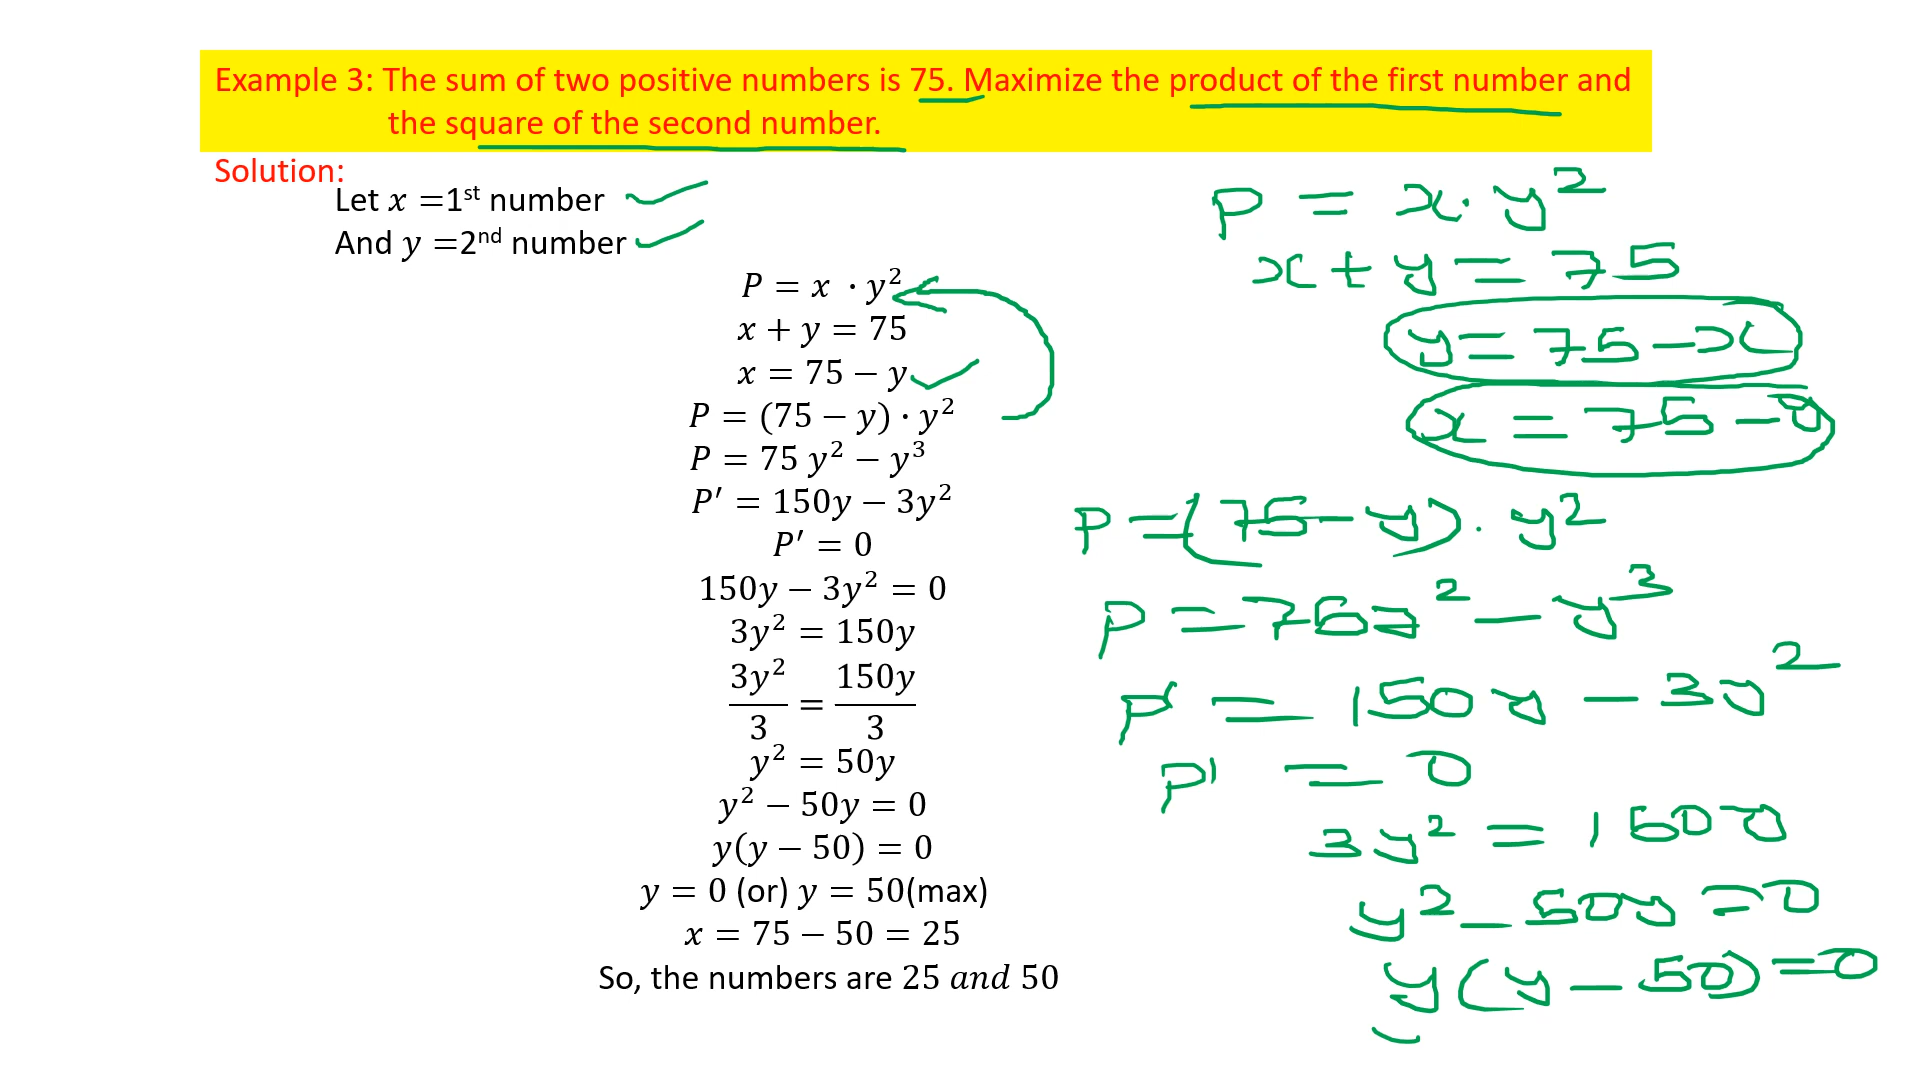 Example 3: The sum of two positive numbers is 75. Maximize the product of the first number and
the square of the second number.
Solution:
Let x =1st number
And y =2nd number
P = x · y²
x + y = 75
x = 75 − y
P = (75 − y) · y²
P = 75 y² − y³
P′ = 150y − 3y²
P′ = 0
150y − 3y² = 0
3y² = 150y
3y²/3 = 150y/3
y² = 50y
y² − 50y = 0
y(y − 50) = 0
y = 0 (or) y = 50(max)
x = 75 − 50 = 25
So, the numbers are 25 and 50
P = x · y²
x + y = 75
y = 75 − x
x = 75 − y
P = (75 − y) · y²
P = 75y² − y³
P′ = 150y − 3y²
P′ = 0
3y² = 150y
y² − 50y = 0
y(y − 50) = 0